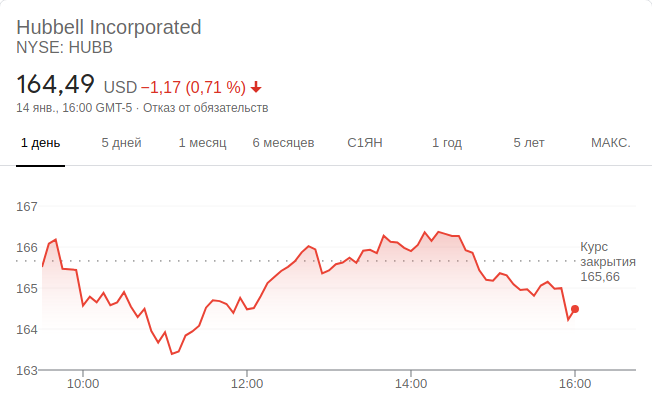 Hubbell Incorporated
NYSE: HUBB
164,49 USD −1,17 (0,71 %)
14 янв., 16:00 GMT-5 · Отказ от обязательств
1 день 5 дней 1 месяц 6 месяцев С1ЯН 1 год 5 лет МАКС.
167
166
165
164
163
Курс
закрытия
165,66
10:00 12:00 14:00 16:00